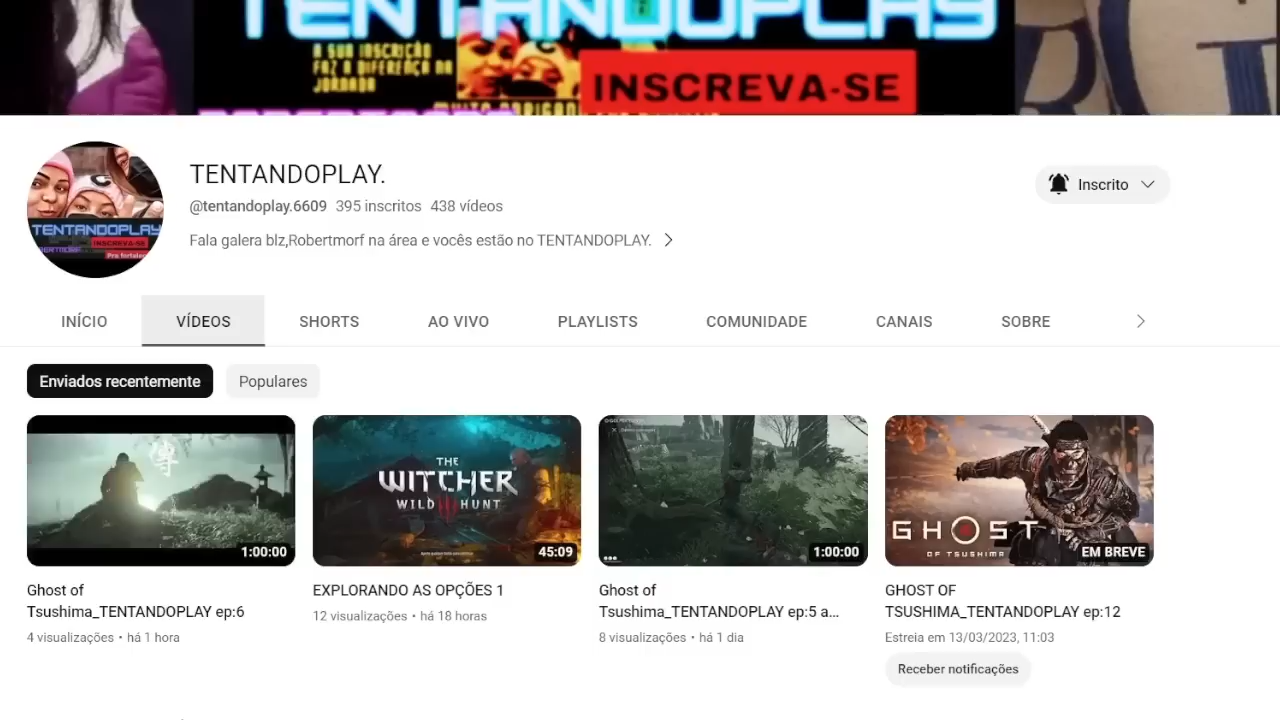 TENTANDOPLAY
A SUA INSCRIÇÃO
FAZ A DIFERENÇA NA
JORNADA
INSCREVA-SE
TENTANDOPLAY
INSCREVA-SE
TENTANDOPLAY.
@tentandoplay.6609 395 inscritos 438 vídeos
Inscrito
Fala galera blz,Robertmorf na área e vocês estão no TENTANDOPLAY.
INÍCIO VÍDEOS SHORTS AO VIVO PLAYLISTS COMUNIDADE CANAIS SOBRE
Enviados recentemente Populares
1:00:00
Ghost of
Tsushima_TENTANDOPLAY ep:6
4 visualizações • há 1 hora
THE
WITCHER
WILD HUNT
45:09
EXPLORANDO AS OPÇÕES 1
12 visualizações • há 18 horas
1:00:00
Ghost of
Tsushima_TENTANDOPLAY ep:5 a...
8 visualizações • há 1 dia
GHOST
OF TSUSHIMA
EM BREVE
GHOST OF
TSUSHIMA_TENTANDOPLAY ep:12
Estreia em 13/03/2023, 11:03
Receber notificações